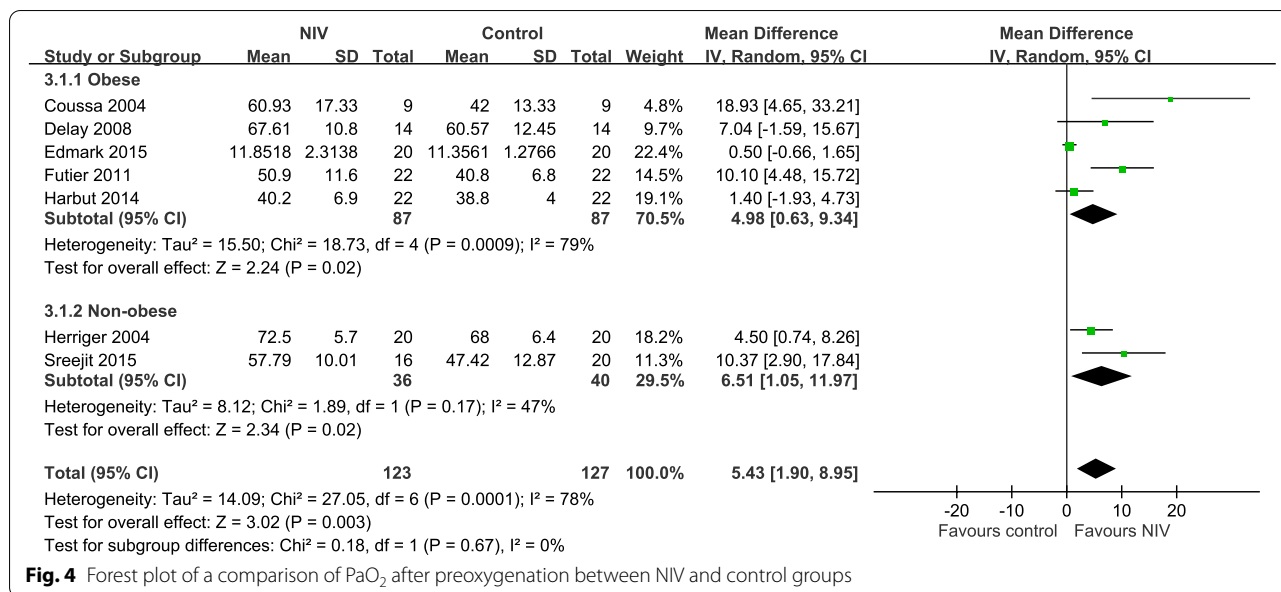 NIV Control Mean Difference Mean Difference
Study or Subgroup Mean SD Total Mean SD Total Weight IV, Random, 95% CI IV, Random, 95% CI
3.1.1 Obese
Coussa 2004 60.93 17.33 9 42 13.33 9 4.8% 18.93 [4.65, 33.21]
Delay 2008 67.61 10.8 14 60.57 12.45 14 9.7% 7.04 [-1.59, 15.67]
Edmark 2015 11.8518 2.3138 20 11.3561 1.2766 20 22.4% 0.50 [-0.66, 1.65]
Futier 2011 50.9 11.6 22 40.8 6.8 22 14.5% 10.10 [4.48, 15.72]
Harbut 2014 40.2 6.9 22 38.8 4 22 19.1% 1.40 [-1.93, 4.73]
Subtotal (95% CI) 87 87 70.5% 4.98 [0.63, 9.34]
Heterogeneity: Tau² = 15.50; Chi² = 18.73, df = 4 (P = 0.0009); I² = 79%
Test for overall effect: Z = 2.24 (P = 0.02)
3.1.2 Non-obese
Herriger 2004 72.5 5.7 20 68 6.4 20 18.2% 4.50 [0.74, 8.26]
Sreejit 2015 57.79 10.01 16 47.42 12.87 20 11.3% 10.37 [2.90, 17.84]
Subtotal (95% CI) 36 40 29.5% 6.51 [1.05, 11.97]
Heterogeneity: Tau² = 8.12; Chi² = 1.89, df = 1 (P = 0.17); I² = 47%
Test for overall effect: Z = 2.34 (P = 0.02)
Total (95% CI) 123 127 100.0% 5.43 [1.90, 8.95]
Heterogeneity: Tau² = 14.09; Chi² = 27.05, df = 6 (P = 0.0001); I² = 78%
Test for overall effect: Z = 3.02 (P = 0.003)
Test for subgroup differences: Chi² = 0.18, df = 1 (P = 0.67), I² = 0%
-20 -10 0 10 20
Favours control Favours NIV
Fig. 4 Forest plot of a comparison of PaO₂ after preoxygenation between NIV and control groups